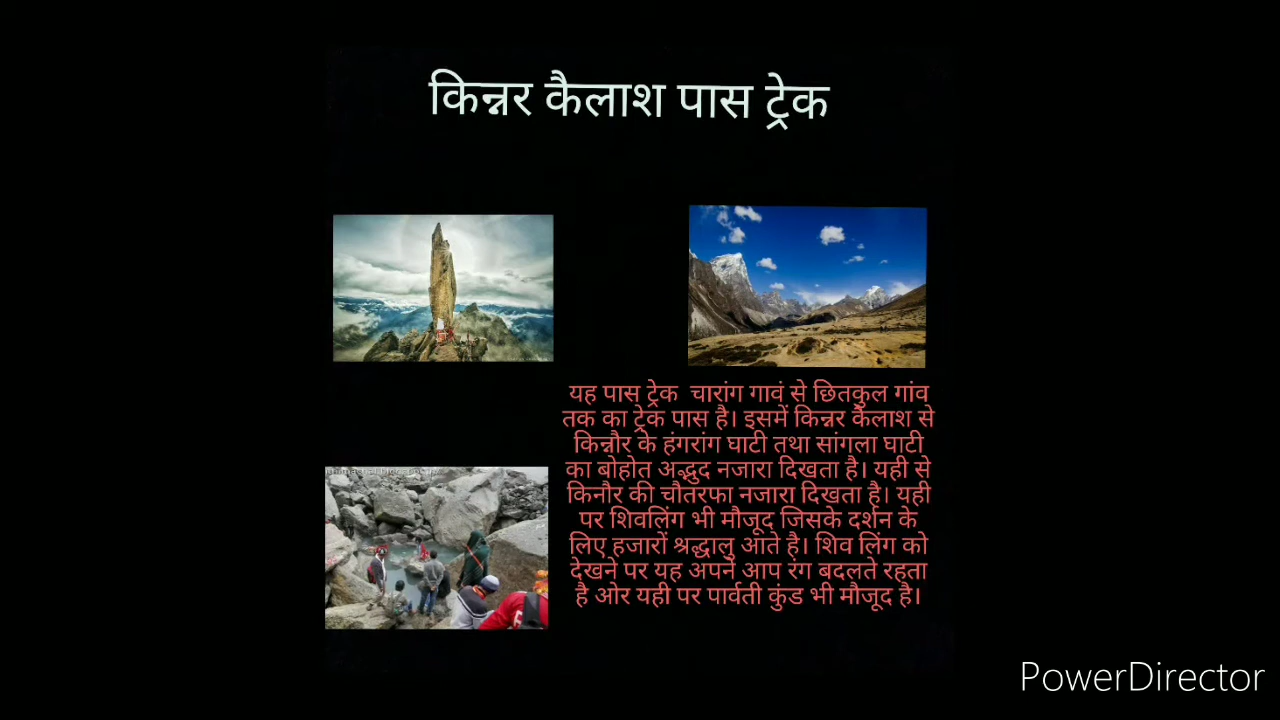 किन्नर कैलाश पास ट्रेक
यह पास ट्रेक चारांग गावं से छितकुल गांव
तक का ट्रेक पास है। इसमें किन्नर कैलाश से
किन्नौर के हंगरांग घाटी तथा सांगला घाटी
का बोहोत अद्भुद नजारा दिखता है। यही से
किनौर की चौतरफा नजारा दिखता है। यही
पर शिवलिंग भी मौजूद जिसके दर्शन के
लिए हजारों श्रद्धालु आते है। शिव लिंग को
देखने पर यह अपने आप रंग बदलते रहता
है ओर यही पर पार्वती कुंड भी मौजूद है।
PowerDirector